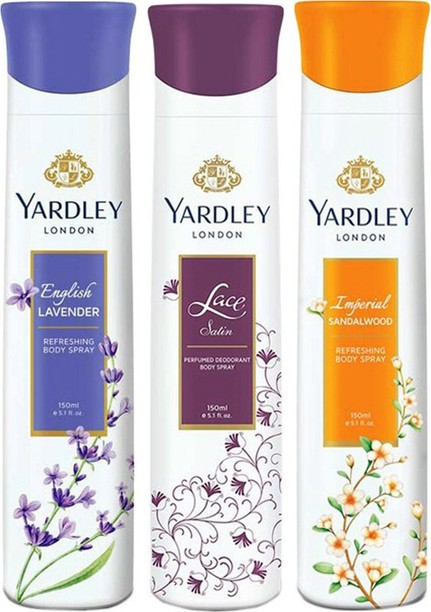 YARDLEY
LONDON
English
LAVENDER
REFRESHING
BODY SPRAY
150ml
e 5.1 fl. oz.
YARDLEY
LONDON
Lace
Satin
PERFUMED DEODORANT
BODY SPRAY
150ml
e 5.1 fl. oz.
YARDLEY
LONDON
Imperial
SANDALWOOD
REFRESHING
BODY SPRAY
150ml
e 5.1 fl. oz.